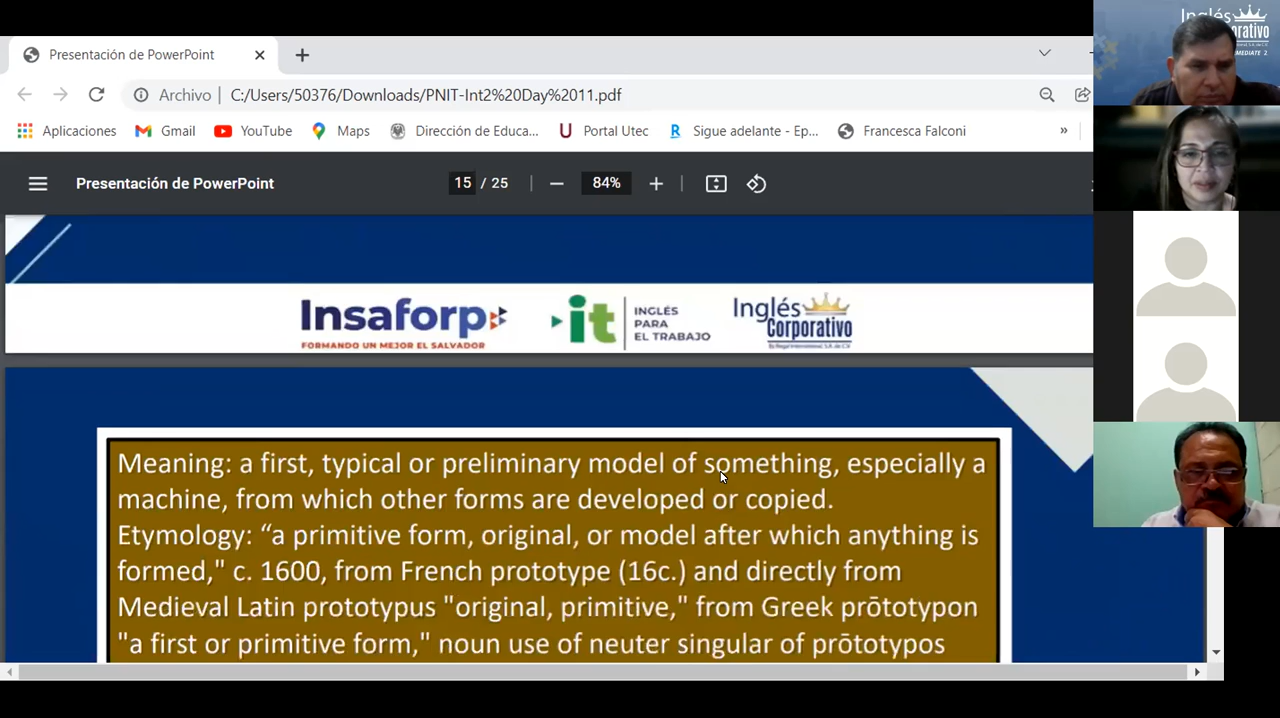 Presentación de PowerPoint
Archivo | C:/Users/50376/Downloads/PNIT-Int2%20Day%2011.pdf
Aplicaciones Gmail YouTube Maps Dirección de Educa... Portal Utec Sigue adelante - Ep... Francesca Falconi »
Presentación de PowerPoint 15 / 25 84%
Insaforp
FORMANDO UN MEJOR EL SALVADOR
it
INGLÉS
PARA
EL TRABAJO
Inglés
Corporativo
Meaning: a first, typical or preliminary model of something, especially a
machine, from which other forms are developed or copied.
Etymology: “a primitive form, original, or model after which anything is
formed," c. 1600, from French prototype (16c.) and directly from
Medieval Latin prototypus "original, primitive," from Greek prōtotypon
"a first or primitive form," noun use of neuter singular of prōtotypos
Inglés